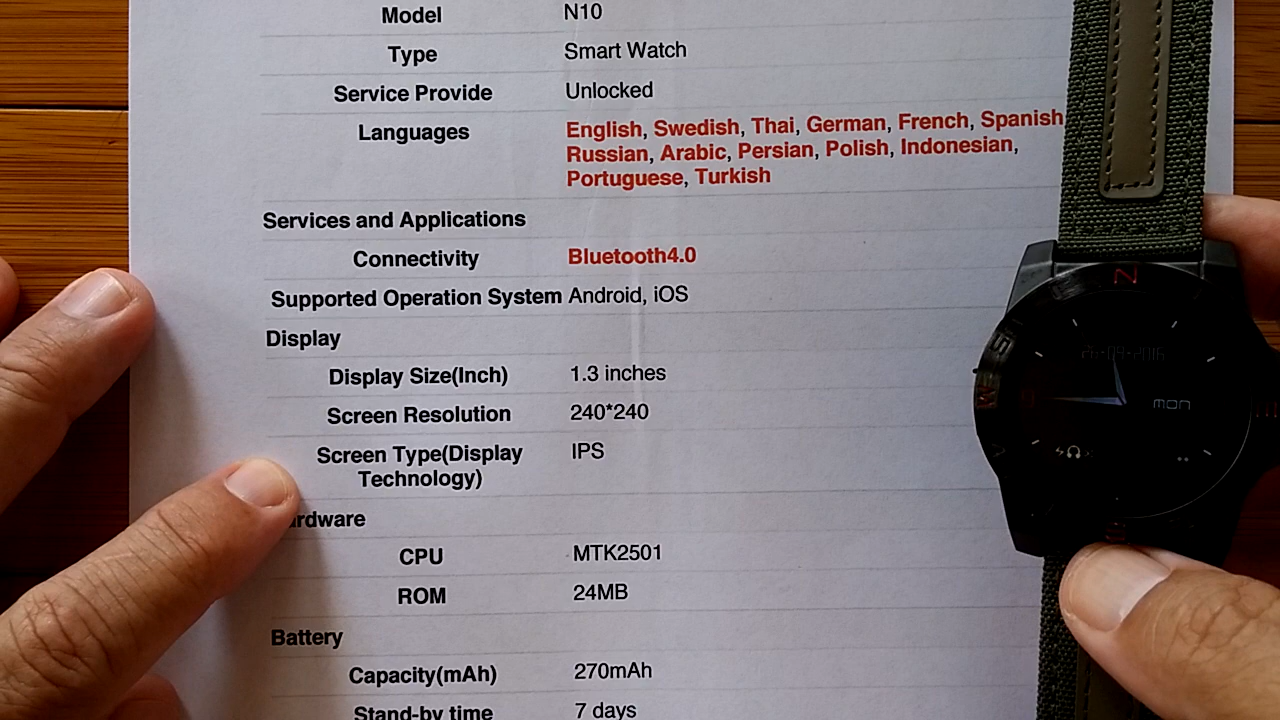 Model N10
Type Smart Watch
Service Provide Unlocked
Languages English, Swedish, Thai, German, French, Spanish
Russian, Arabic, Persian, Polish, Indonesian,
Portuguese, Turkish
Services and Applications
Connectivity Bluetooth4.0
Supported Operation System Android, iOS
Display
Display Size(Inch) 1.3 inches
Screen Resolution 240*240
Screen Type(Display IPS
Technology)
rdware
CPU MTK2501
ROM 24MB
Battery
Capacity(mAh) 270mAh
Stand-by time 7 days
N
mon